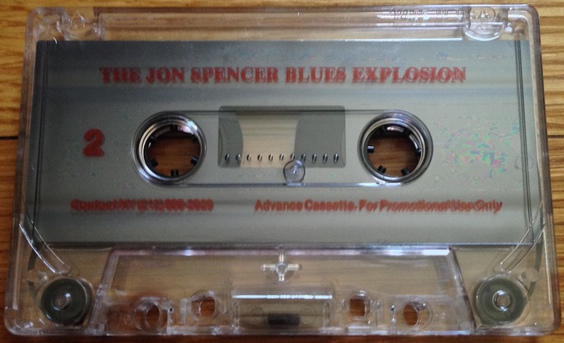 THE JON SPENCER BLUES EXPLOSION
2
Advance Cassette. For Promotional Use Only